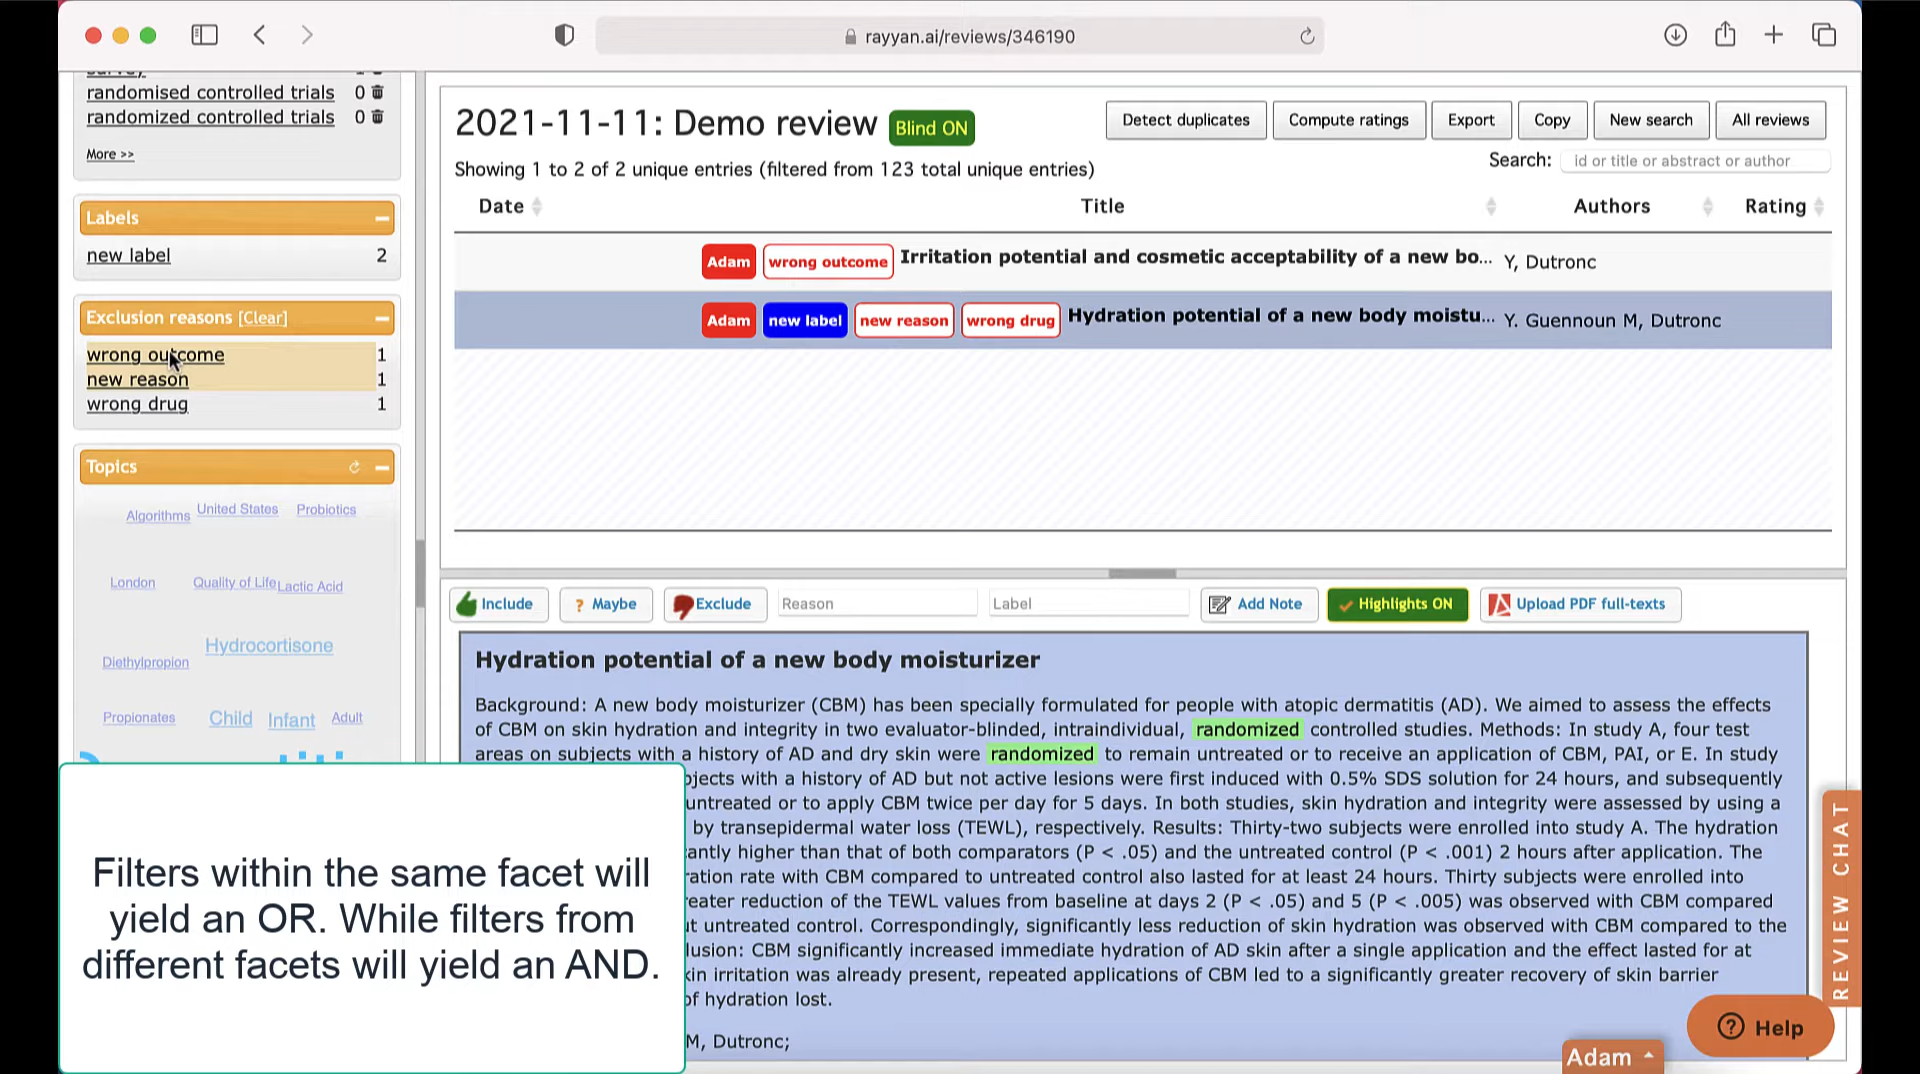 rayyan.ai/reviews/346190
survey 1
randomised controlled trials 0
randomized controlled trials 0
More >>
Labels
new label 2
Exclusion reasons [Clear]
wrong outcome 1
new reason 1
wrong drug 1
Topics
Algorithms United States Probiotics
London Quality of Life Lactic Acid
Hydrocortisone
Diethylpropion
Propionates Child Infant Adult
2021-11-11: Demo review Blind ON
Detect duplicates Compute ratings Export Copy New search All reviews
Showing 1 to 2 of 2 unique entries (filtered from 123 total unique entries)
Search: id or title or abstract or author
Date Title Authors Rating
Adam wrong outcome Irritation potential and cosmetic acceptability of a new bo... Y, Dutronc
Adam new label new reason wrong drug Hydration potential of a new body moistu... Y. Guennoun M, Dutronc
Include ? Maybe Exclude Reason Label Add Note Highlights ON Upload PDF full-texts
Hydration potential of a new body moisturizer
Background: A new body moisturizer (CBM) has been specially formulated for people with atopic dermatitis (AD). We aimed to assess the effects
of CBM on skin hydration and integrity in two evaluator-blinded, intraindividual, randomized controlled studies. Methods: In study A, four test
areas on subjects with a history of AD and dry skin were randomized to remain untreated or to receive an application of CBM, PAI, or E. In study
bjects with a history of AD but not active lesions were first induced with 0.5% SDS solution for 24 hours, and subsequently
untreated or to apply CBM twice per day for 5 days. In both studies, skin hydration and integrity were assessed by using a
by transepidermal water loss (TEWL), respectively. Results: Thirty-two subjects were enrolled into study A. The hydration
antly higher than that of both comparators (P < .05) and the untreated control (P < .001) 2 hours after application. The
ration rate with CBM compared to untreated control also lasted for at least 24 hours. Thirty subjects were enrolled into
reater reduction of the TEWL values from baseline at days 2 (P < .05) and 5 (P < .005) was observed with CBM compared
t untreated control. Correspondingly, significantly less reduction of skin hydration was observed with CBM compared to the
lusion: CBM significantly increased immediate hydration of AD skin after a single application and the effect lasted for at
kin irritation was already present, repeated applications of CBM led to a significantly greater recovery of skin barrier
of hydration lost.
M, Dutronc;
Filters within the same facet will
yield an OR. While filters from
different facets will yield an AND.
REVIEW CHAT
Help
Adam